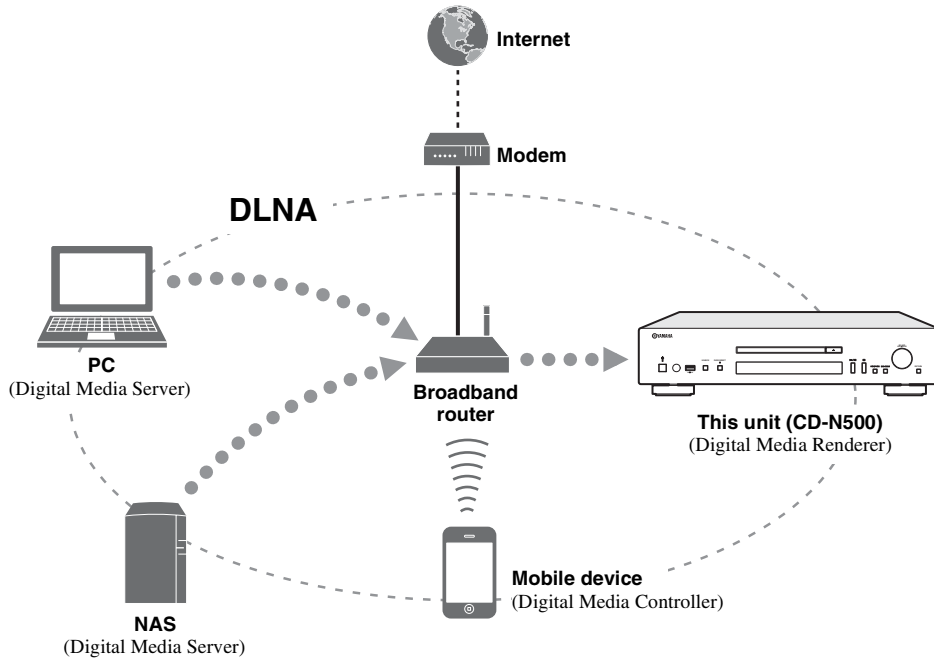 Internet
Modem
DLNA
YAMAHA
PC
(Digital Media Server)
Broadband
router
This unit (CD-N500)
(Digital Media Renderer)
Mobile device
(Digital Media Controller)
NAS
(Digital Media Server)